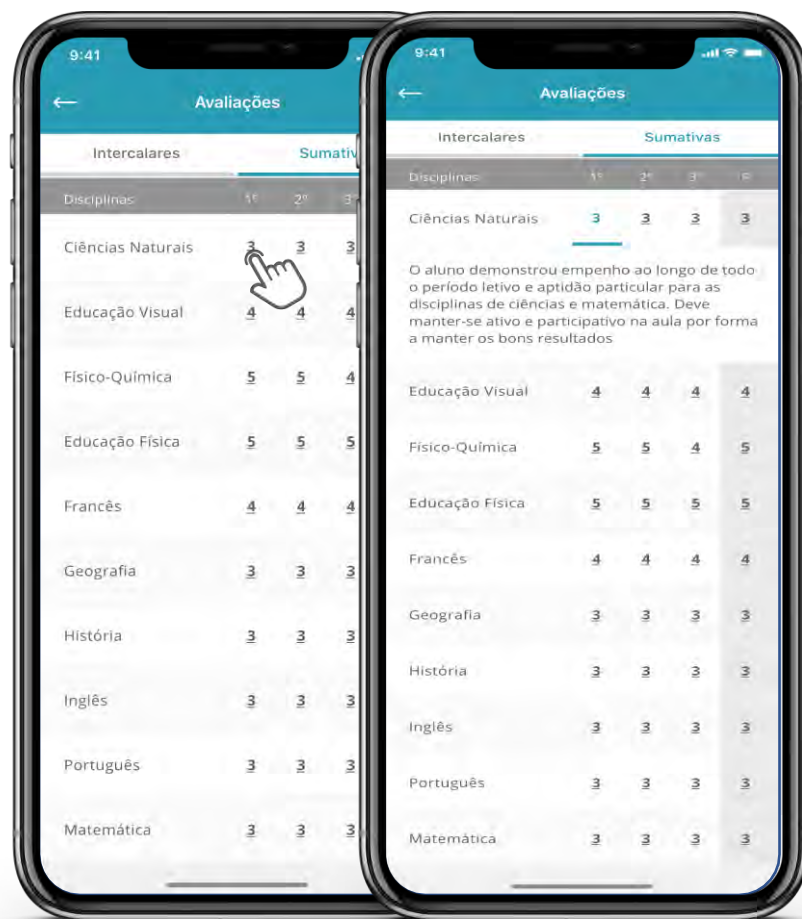 9:41
Avaliações
Intercalares Sumativ
Disciplinas 1º 2º 3º
Ciências Naturais 3 3 3
Educação Visual 4 4 4
Físico-Química 5 5 4
Educação Física 5 5 5
Francês 4 4 4
Geografia 3 3 3
História 3 3 3
Inglês 3 3 3
Português 3 3 3
Matemática 3 3 3
9:41
Avaliações
Intercalares Sumativas
Disciplinas 1º 2º 3º
Ciências Naturais 3 3 3 3
O aluno demonstrou empenho ao longo de todo
o período letivo e aptidão particular para as
disciplinas de ciências e matemática. Deve
manter-se ativo e participativo na aula por forma
a manter os bons resultados
Educação Visual 4 4 4 4
Físico-Química 5 5 4 5
Educação Física 5 5 5 5
Francês 4 4 4 4
Geografia 3 3 3 3
História 3 3 3 3
Inglês 3 3 3 3
Português 3 3 3 3
Matemática 3 3 3 3